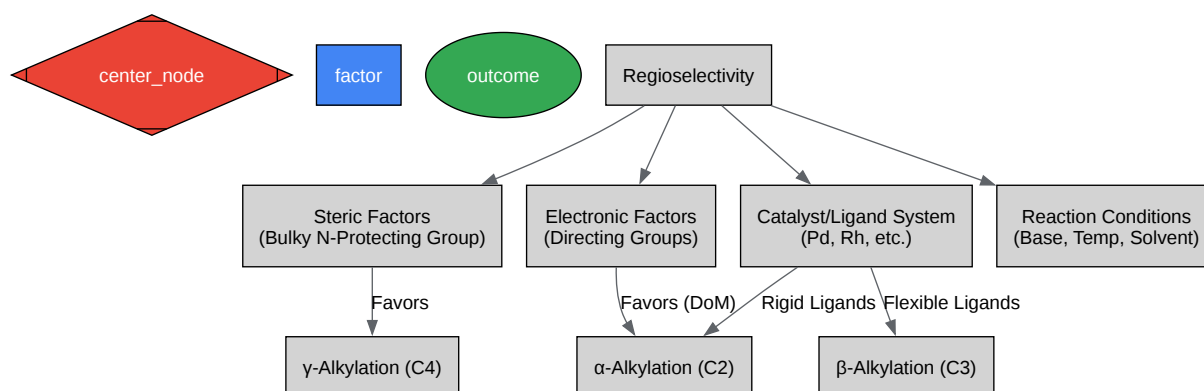 center_node
factor
outcome
Regioselectivity
Steric Factors
(Bulky N-Protecting Group)
Electronic Factors
(Directing Groups)
Catalyst/Ligand System
(Pd, Rh, etc.)
Reaction Conditions
(Base, Temp, Solvent)
Favors
Favors (DoM)
Rigid Ligands
Flexible Ligands
γ-Alkylation (C4)
α-Alkylation (C2)
β-Alkylation (C3)